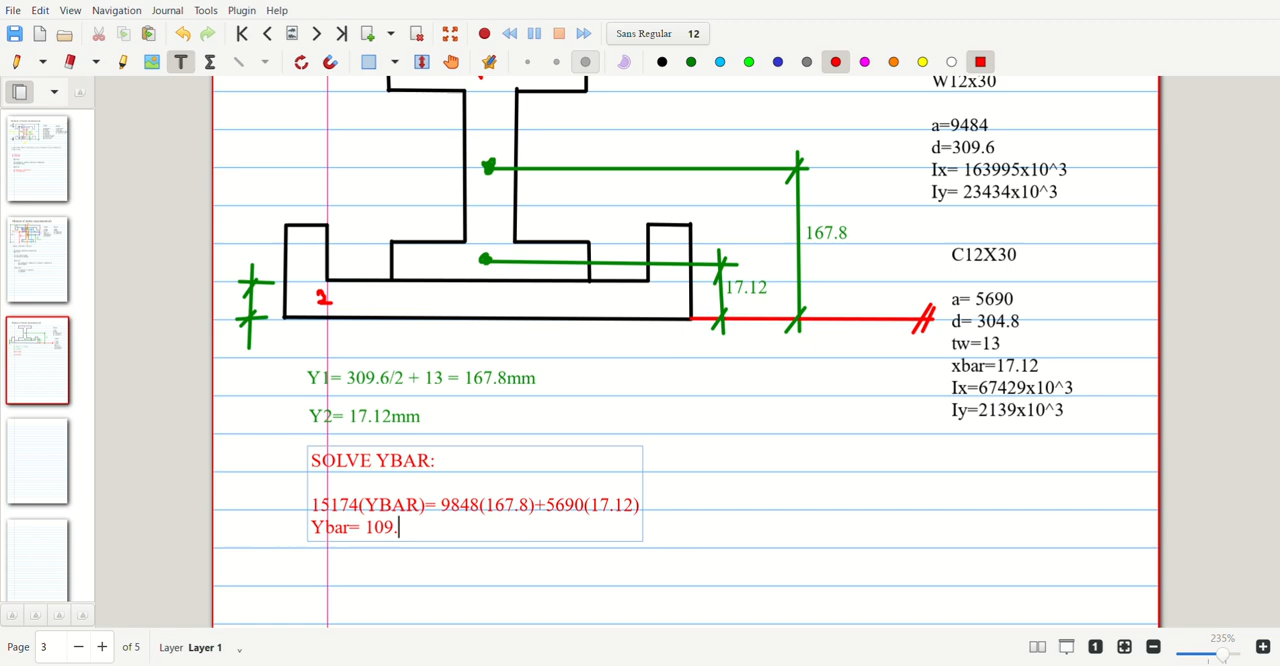 File Edit View Navigation Journal Tools Plugin Help
Sans Regular 12
W12x30
a=9484
d=309.6
Ix= 163995x10^3
Iy= 23434x10^3
167.8
C12X30
17.12
2
a= 5690
d= 304.8
tw=13
xbar=17.12
Ix=67429x10^3
Iy=2139x10^3
Y1= 309.6/2 + 13 = 167.8mm
Y2= 17.12mm
SOLVE YBAR:
15174(YBAR)= 9848(167.8)+5690(17.12)
Ybar= 109.
Page 3 of 5 Layer Layer 1
235%